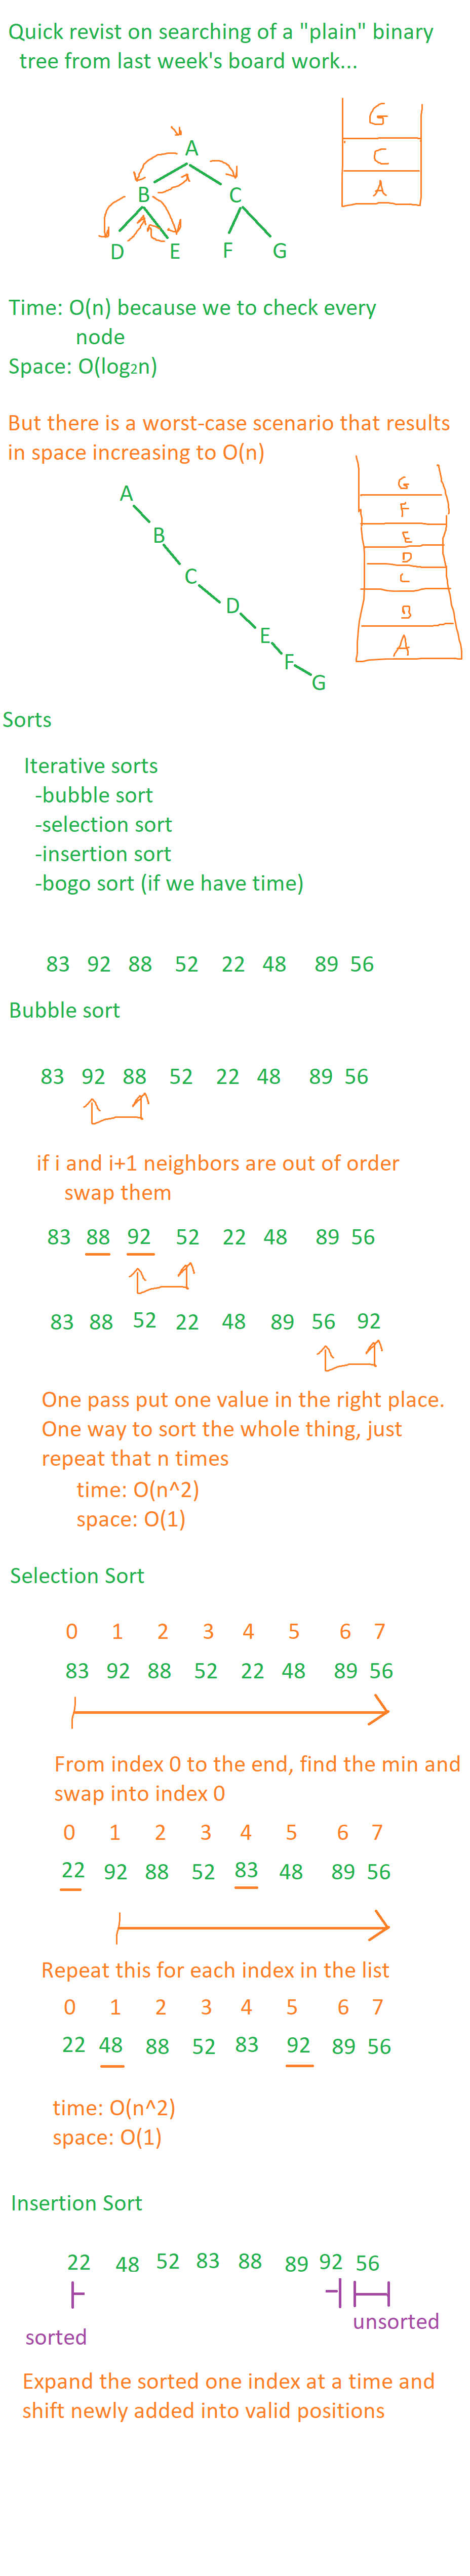 Quick revist on searching of a "plain" binary
tree from last week's board work...
A
B C
D E F G
G
C
A
Time: O(n) because we to check every
node
Space: O(log2n)
But there is a worst-case scenario that results
in space increasing to O(n)
A
B
C
D
E
F
G
G
F
E
D
C
B
A
Sorts
Iterative sorts
-bubble sort
-selection sort
-insertion sort
-bogo sort (if we have time)
83 92 88 52 22 48 89 56
Bubble sort
83 92 88 52 22 48 89 56
if i and i+1 neighbors are out of order
swap them
83 88 92 52 22 48 89 56
83 88 52 22 48 89 56 92
One pass put one value in the right place.
One way to sort the whole thing, just
repeat that n times
time: O(n^2)
space: O(1)
Selection Sort
0 1 2 3 4 5 6 7
83 92 88 52 22 48 89 56
From index 0 to the end, find the min and
swap into index 0
0 1 2 3 4 5 6 7
22 92 88 52 83 48 89 56
Repeat this for each index in the list
0 1 2 3 4 5 6 7
22 48 88 52 83 92 89 56
time: O(n^2)
space: O(1)
Insertion Sort
22 48 52 83 88 89 92 56
unsorted
sorted
Expand the sorted one index at a time and
shift newly added into valid positions